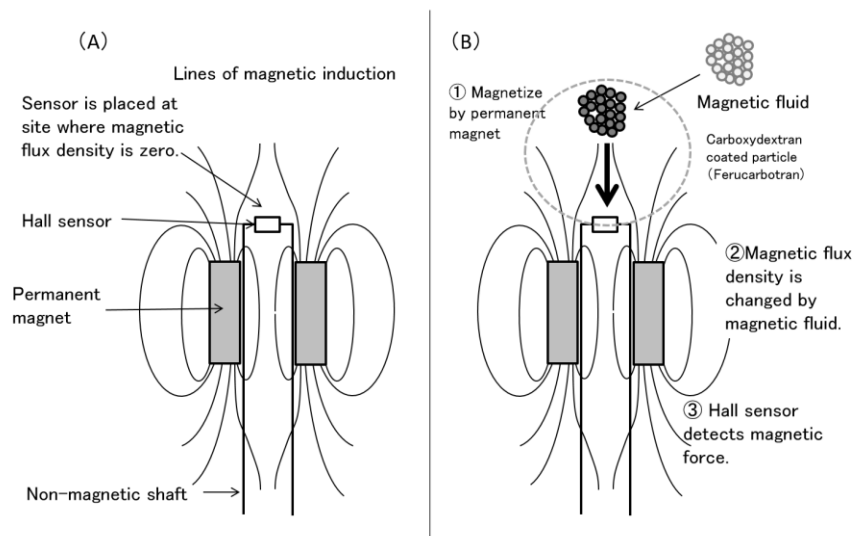 (A)
Lines of magnetic induction
Sensor is placed at
site where magnetic
flux density is zero.
Hall sensor
Permanent
magnet
Non-magnetic shaft
(B)
① Magnetize
by permanent
magnet
Magnetic fluid
Carboxydextran
coated particle
(Ferucarbotran)
②Magnetic flux
density is
changed by
magnetic fluid.
③ Hall sensor
detects magnetic
force.